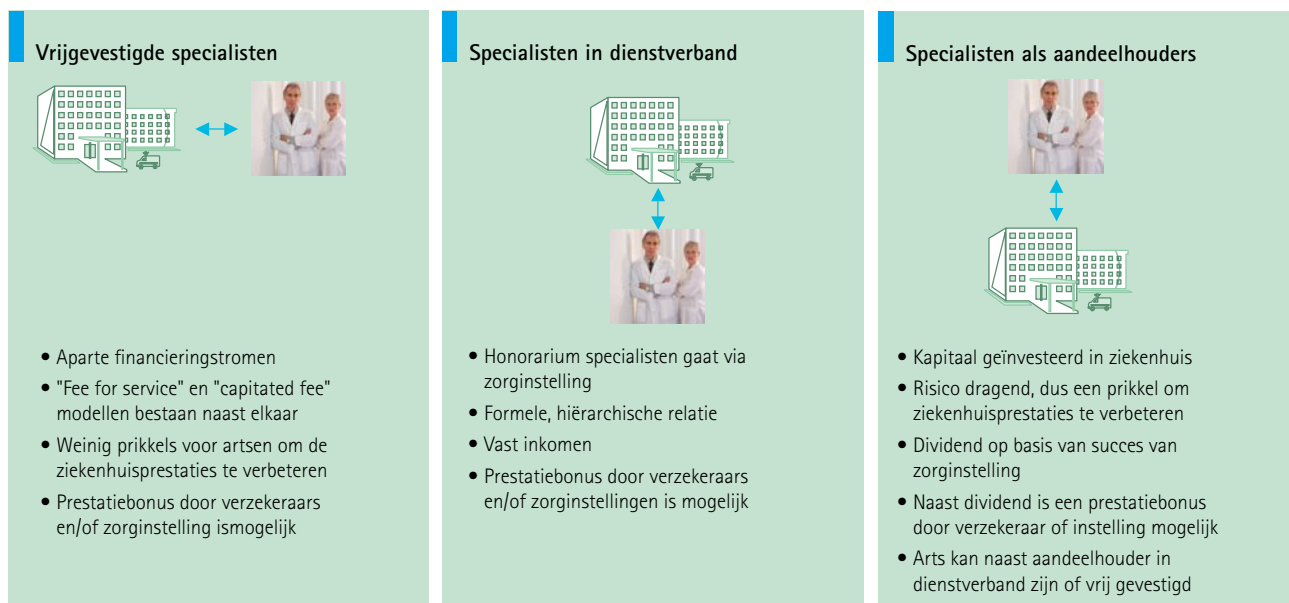 Vrijgevestigde specialisten
• Aparte financieringstromen
• "Fee for service" en "capitated fee"
modellen bestaan naast elkaar
• Weinig prikkels voor artsen om de
ziekenhuisprestaties te verbeteren
• Prestatiebonus door verzekeraars
en/of zorginstelling ismogelijk
Specialisten in dienstverband
• Honorarium specialisten gaat via
zorginstelling
• Formele, hiërarchische relatie
• Vast inkomen
• Prestatiebonus door verzekeraars
en/of zorginstellingen is mogelijk
Specialisten als aandeelhouders
• Kapitaal geïnvesteerd in ziekenhuis
• Risico dragend, dus een prikkel om
ziekenhuisprestaties te verbeteren
• Dividend op basis van succes van
zorginstelling
• Naast dividend is een prestatiebonus
door verzekeraar of instelling mogelijk
• Arts kan naast aandeelhouder in
dienstverband zijn of vrij gevestigd